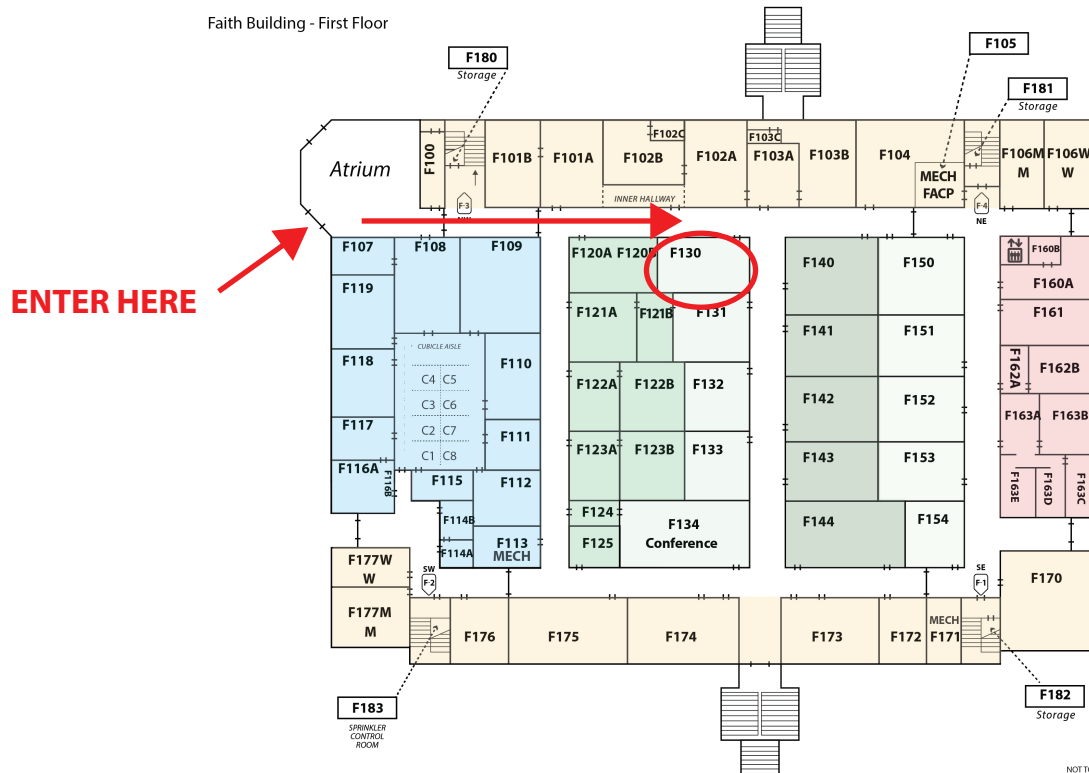 Faith Building - First Floor
F180
Storage
F105
F181
Storage
Atrium
F100
F101B
F101A
F102B
F102C
F102A
F103C
F103A
F103B
F104
MECH
FACP
F106M
M
F106W
W
INNER HALLWAY
F-3
F-4
NE
ENTER HERE
F107
F108
F109
F120A
F130
F140
F150
F160B
F160A
F119
F121A
F121B
F131
F141
F151
F161
CUBICLE AISLE
F118
C4 C5
F110
F122A
F122B
F132
F142
F152
F162A
F162B
C3 C6
F117
C2 C7
F111
F163A
F163B
C1 C8
F123A
F123B
F133
F143
F153
F116A
F116B
F115
F112
F163E
F163D
F163C
F124
F114B
F134
Conference
F144
F154
F125
F114A
F113
MECH
F177W
W
SW
F-2
SE
F-1
F170
F177M
M
F176
F175
F174
F173
F172
MECH
F171
F183
SPRINKLER
CONTROL
ROOM
F182
Storage